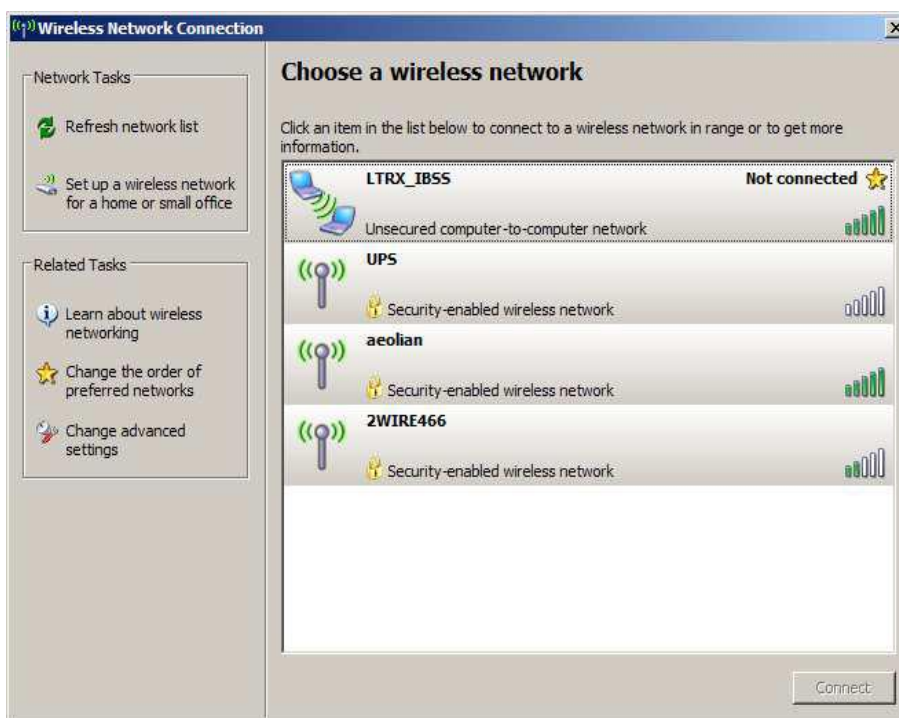 Wireless Network Connection
Network Tasks
Refresh network list
Set up a wireless network
for a home or small office
Related Tasks
Learn about wireless
networking
Change the order of
preferred networks
Change advanced
settings
Choose a wireless network
Click an item in the list below to connect to a wireless network in range or to get more
information.
LTRX_IBSS Not connected
Unsecured computer-to-computer network
UPS
Security-enabled wireless network
aeolian
Security-enabled wireless network
2WIRE466
Security-enabled wireless network
Connect